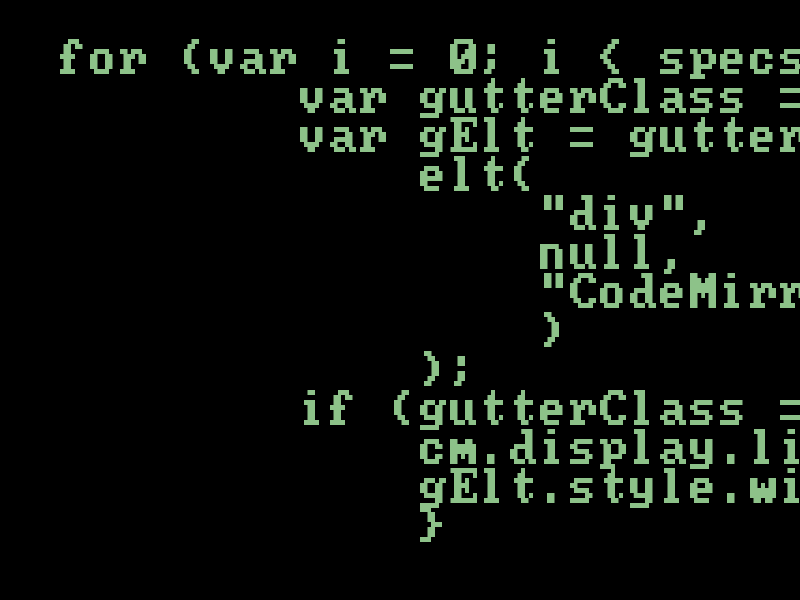 for (var i = 0; i { specs
var gutterClass =
var gElt = gutter
elt(
"div",
null,
"CodeMirr
)
);
if (gutterClass =
cm.display.li
gElt.style.wi
}